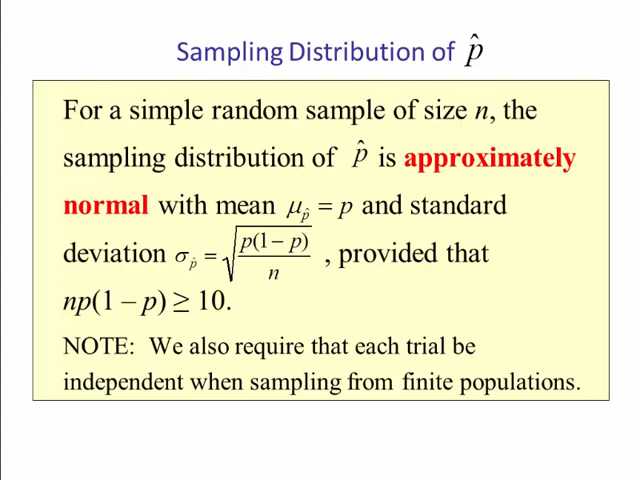 Sampling Distribution of p̂
For a simple random sample of size n, the
sampling distribution of p̂ is approximately
normal with mean μ_p̂ = p and standard
deviation σ_p̂ = √(p(1 − p)/n) , provided that
np(1 – p) ≥ 10.
NOTE: We also require that each trial be
independent when sampling from finite populations.